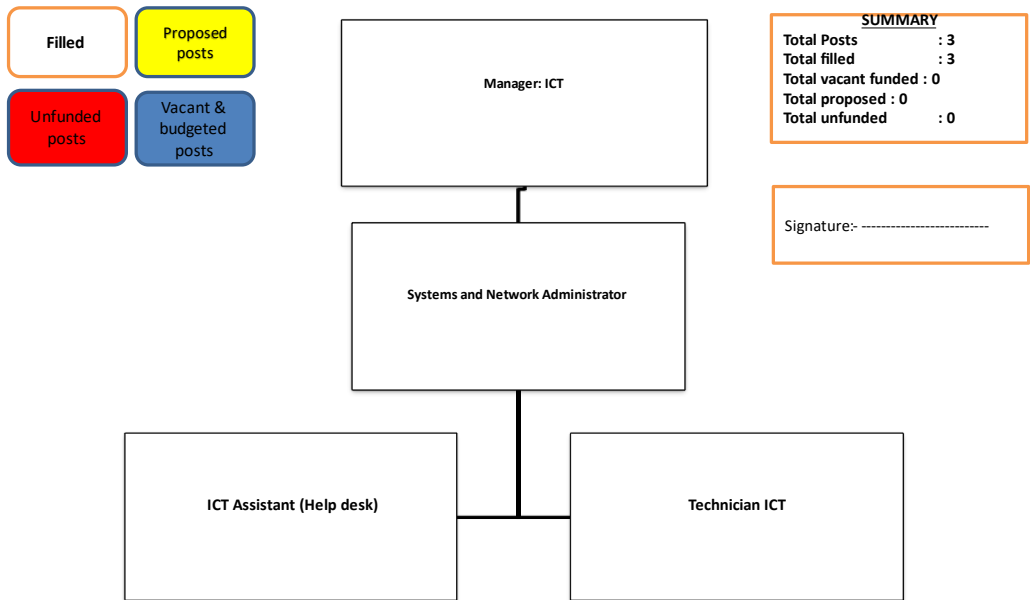 Filled
Proposed
posts
Unfunded
posts
Vacant &
budgeted
posts
Manager: ICT
SUMMARY
Total Posts : 3
Total filled : 3
Total vacant funded : 0
Total proposed : 0
Total unfunded : 0
Signature:- --------------------------
Systems and Network Administrator
ICT Assistant (Help desk)
Technician ICT